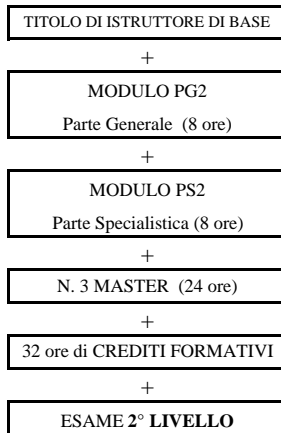 TITOLO DI ISTRUTTORE DI BASE
+
MODULO PG2
Parte Generale (8 ore)
+
MODULO PS2
Parte Specialistica (8 ore)
+
N. 3 MASTER (24 ore)
+
32 ore di CREDITI FORMATIVI
+
ESAME 2° LIVELLO